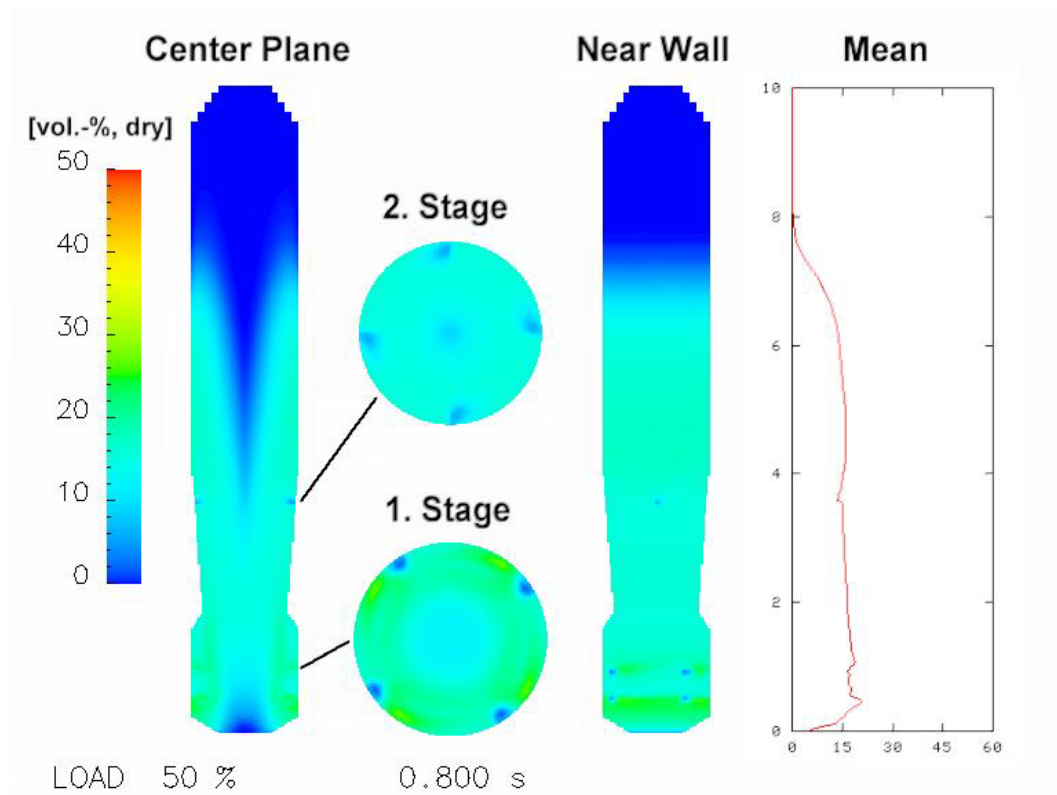 Center Plane
Near Wall
Mean
[vol.-%, dry]
50
40
30
20
10
0
2. Stage
1. Stage
10
8
6
4
2
0
0 15 30 45 60
LOAD 50 % 0.800 s